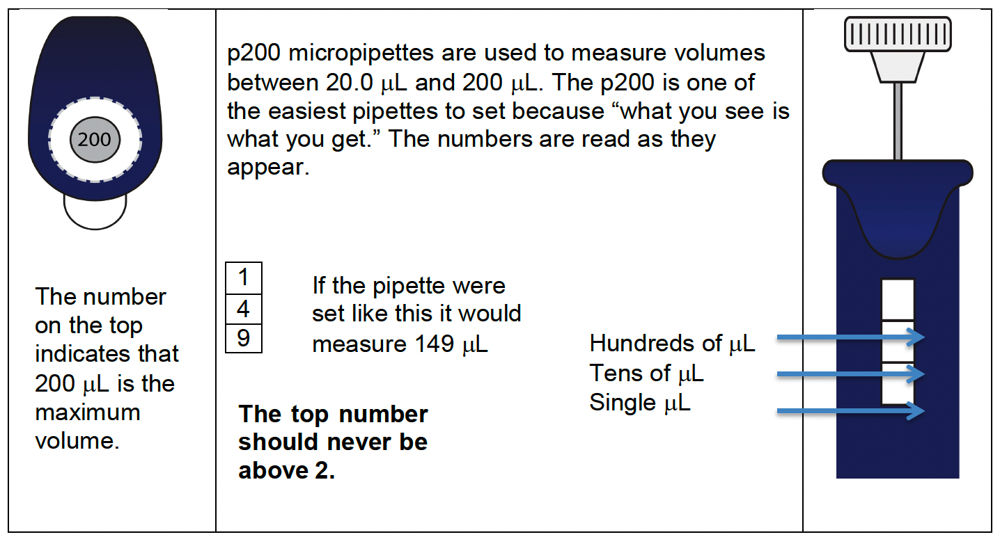 200
The number
on the top
indicates that
200 μL is the
maximum
volume.
p200 micropipettes are used to measure volumes
between 20.0 μL and 200 μL. The p200 is one of
the easiest pipettes to set because “what you see is
what you get.” The numbers are read as they
appear.
1
4
9
If the pipette were
set like this it would
measure 149 μL
The top number
should never be
above 2.
Hundreds of μL
Tens of μL
Single μL